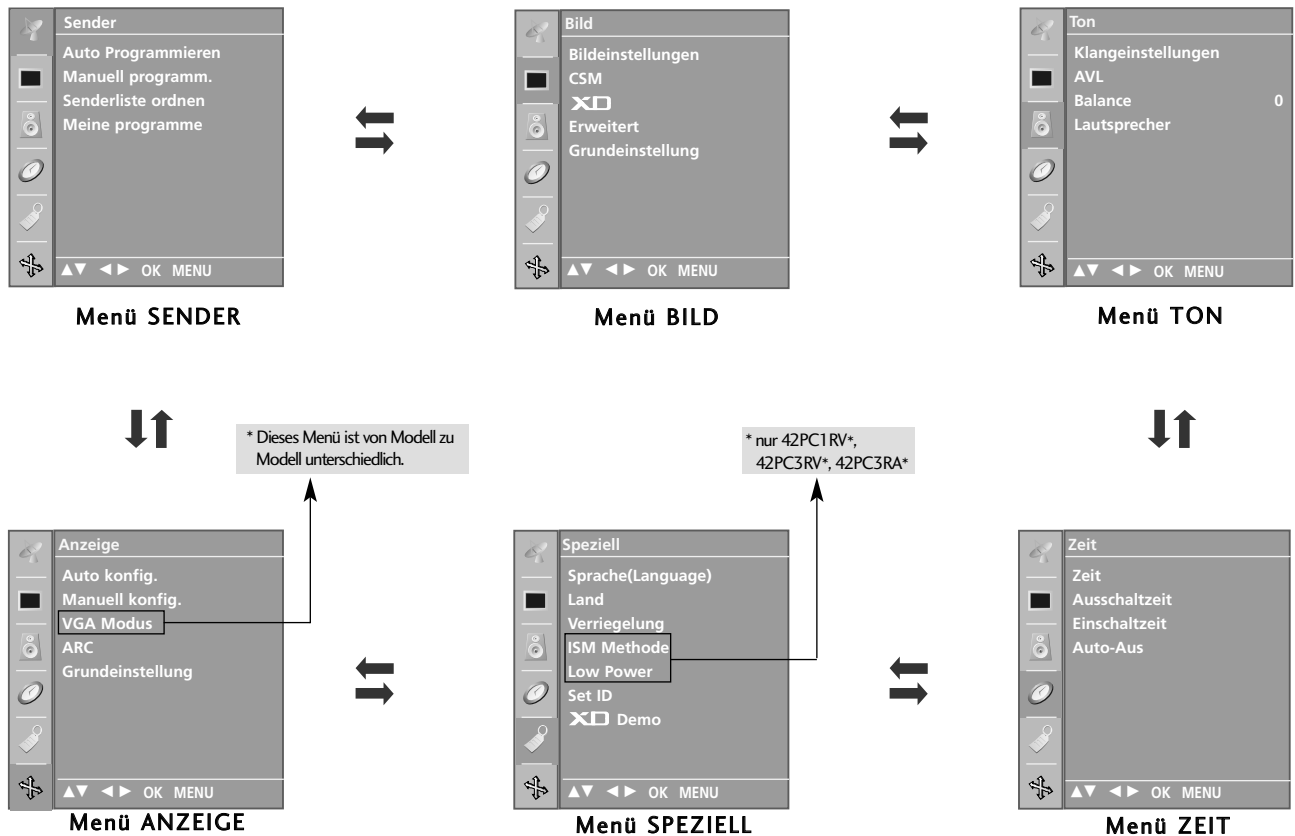 Sender
Auto Programmieren
Manuell programm.
Senderliste ordnen
Meine programme
▲▼ ◄► OK MENU
Menü SENDER
Bild
Bildeinstellungen
CSM
XD
Erweitert
Grundeinstellung
▲▼ ◄► OK MENU
Menü BILD
Ton
Klangeinstellungen
AVL
Balance 0
Lautsprecher
▲▼ ◄► OK MENU
Menü TON
* Dieses Menü ist von Modell zu
Modell unterschiedlich.
Anzeige
Auto konfig.
Manuell konfig.
VGA Modus
ARC
Grundeinstellung
▲▼ ◄► OK MENU
Menü ANZEIGE
* nur 42PC1RV*,
42PC3RV*, 42PC3RA*
Speziell
Sprache(Language)
Land
Verriegelung
ISM Methode
Low Power
Set ID
XD Demo
▲▼ ◄► OK MENU
Menü SPEZIELL
Zeit
Zeit
Ausschaltzeit
Einschaltzeit
Auto-Aus
▲▼ ◄► OK MENU
Menü ZEIT